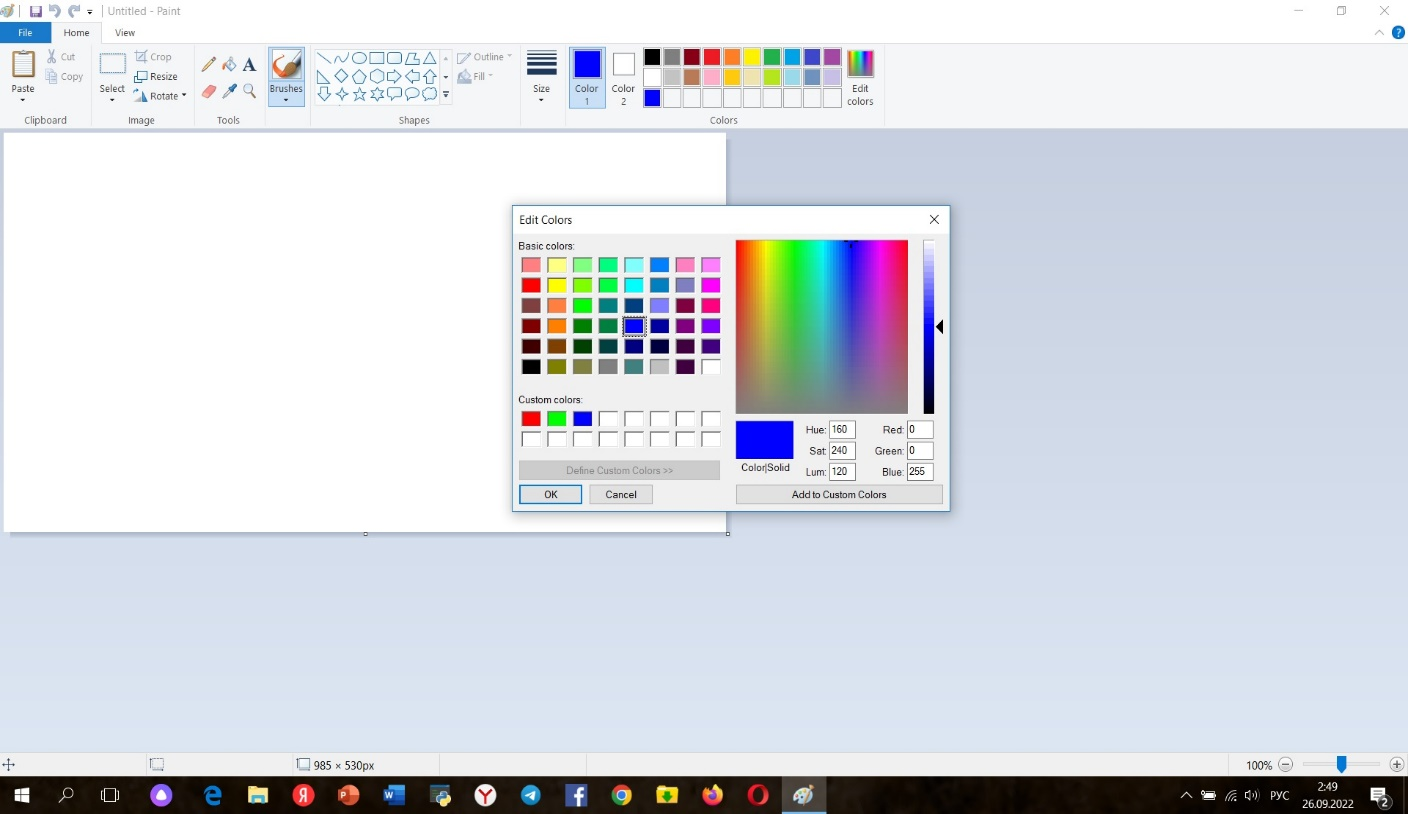 Untitled - Paint
File Home View
Paste
Cut
Copy
Clipboard
Select
Crop
Resize
Rotate
Image
A
Tools
Brushes
Outline
Fill
Shapes
Size
Color 1
Color 2
Edit colors
Colors
Edit Colors
Basic colors:
Custom colors:
Define Custom Colors >>
OK Cancel
Color|Solid
Hue: 160 Red: 0
Sat: 240 Green: 0
Lum: 120 Blue: 255
Add to Custom Colors
985 × 530px
100%
РУС
2:49
26.09.2022
2